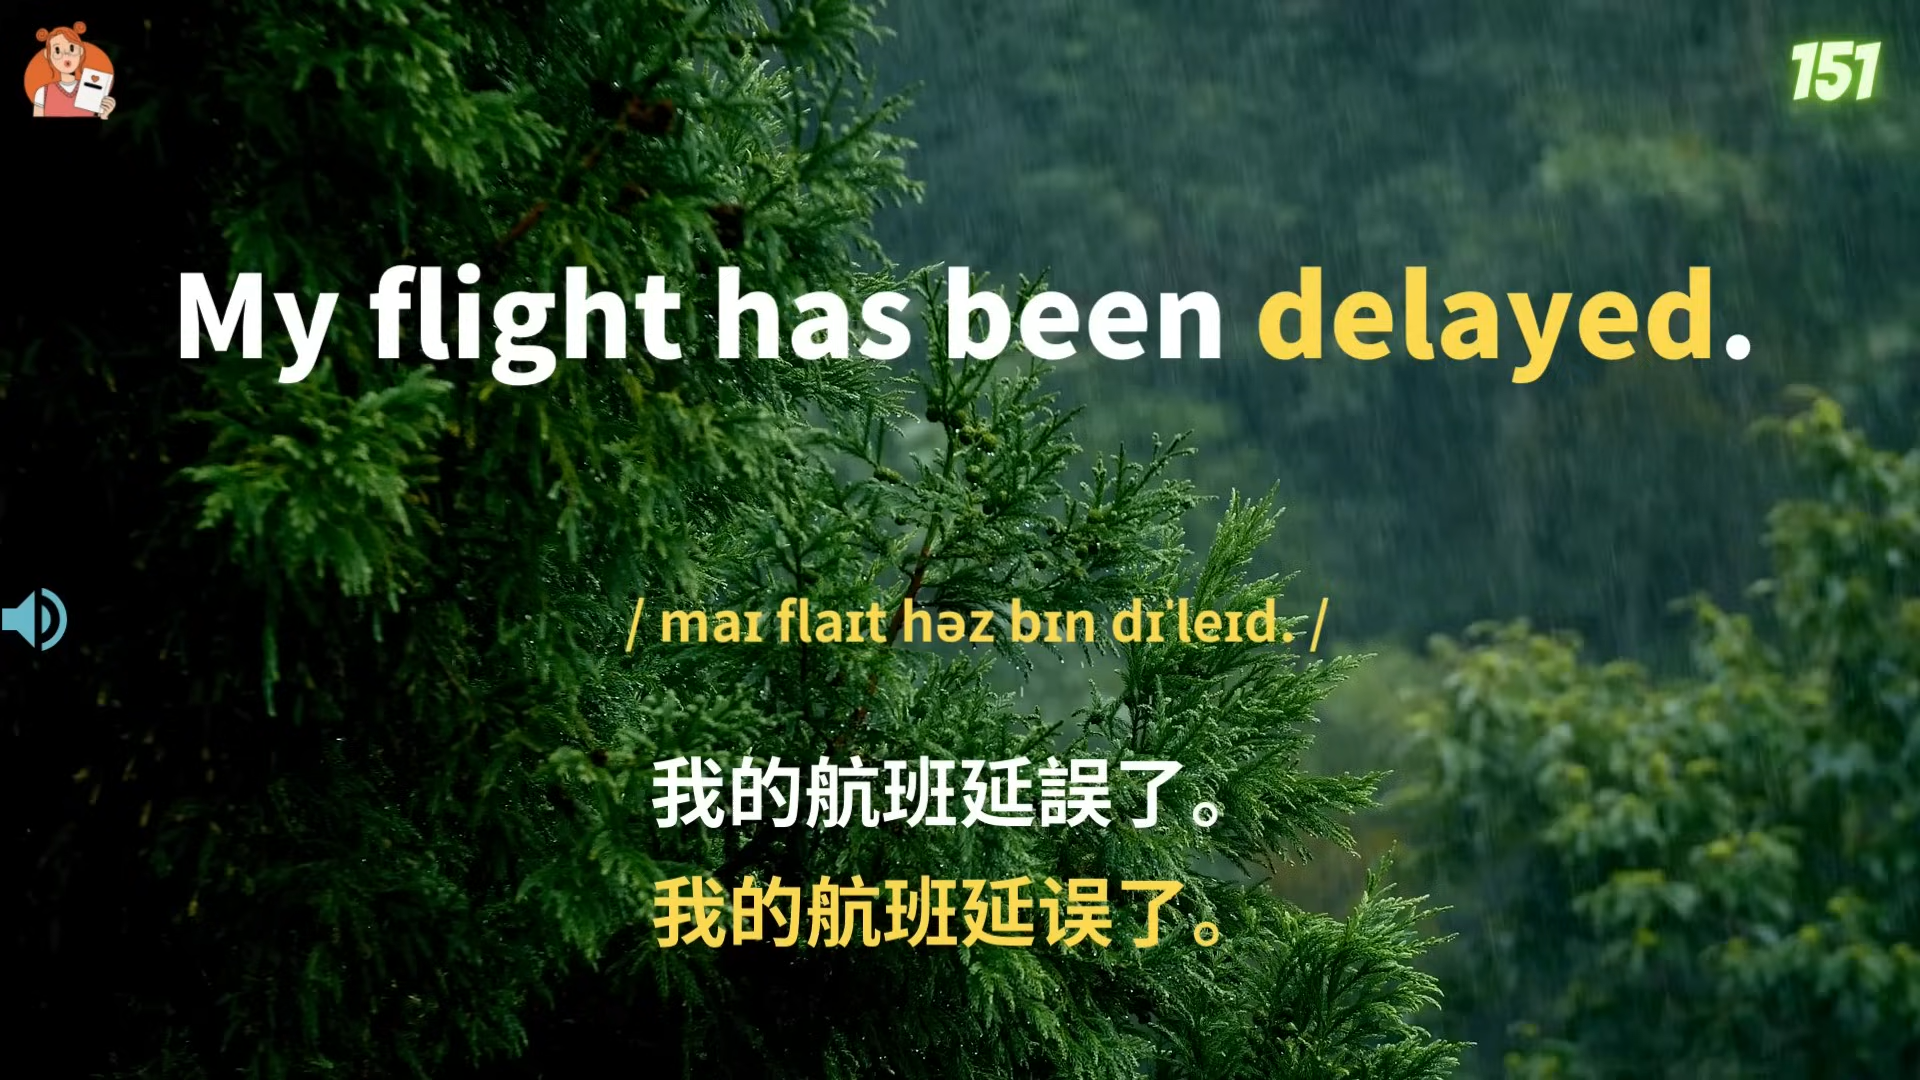 151
My flight has been delayed.
/ maɪ flaɪt həz bɪn dɪˈleɪd. /
我的航班延誤了。
我的航班延误了。